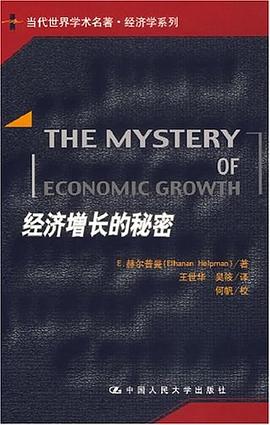 当代世界学术名著·经济学系列
THE MYSTERY
OF
ECONOMIC GROWTH
经济增长的秘密
E.赫尔普曼(Elhanan Helpman) 著
王世华 吴筱 译
何帆 校
中国人民大学出版社